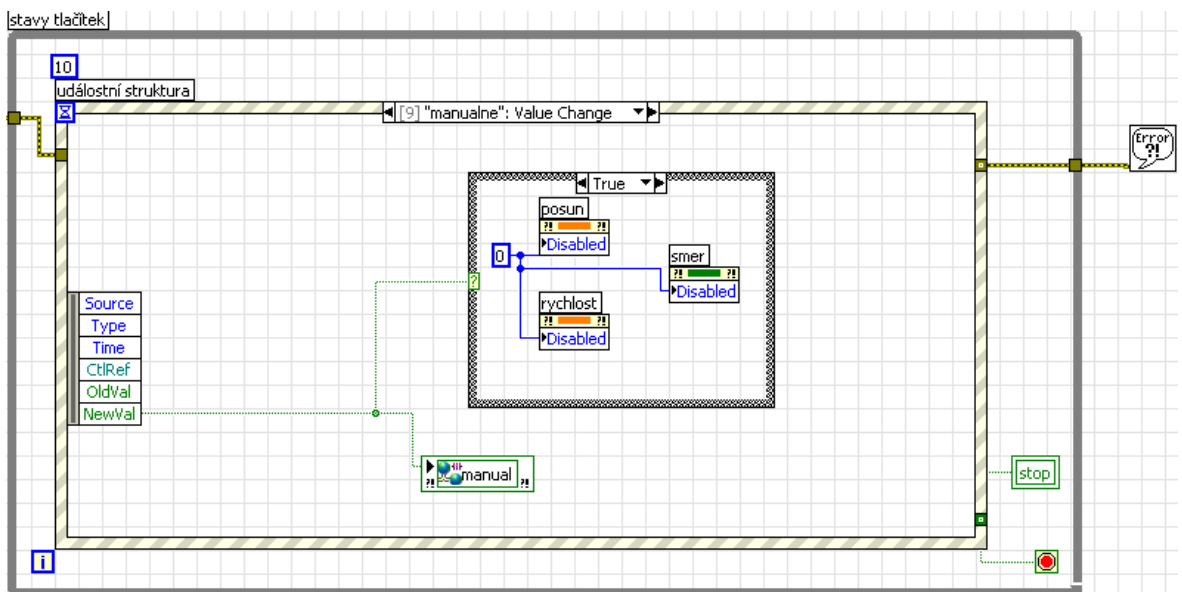 stavy tlačítek
10
událostní struktura
[9] "manualne": Value Change
Error
?!
True
posun
?! ?!
Disabled
0
smer
?! ?!
Disabled
?
rychlost
?! ?!
Disabled
Source
Type
Time
CtlRef
OldVal
NewVal
manual
?! ?!
stop
i